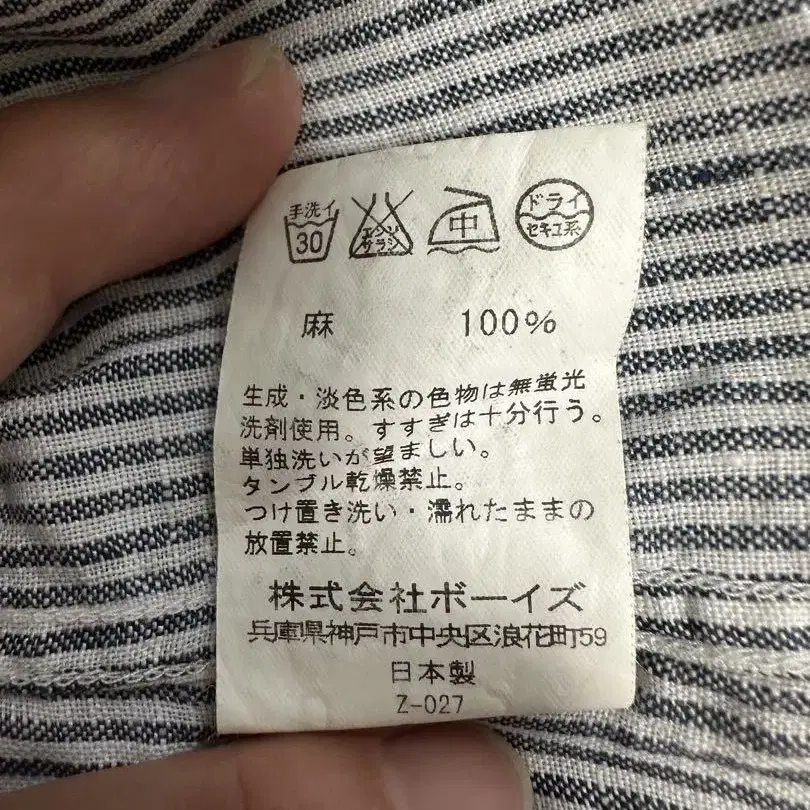 手洗イ
30
エンソ
サラシ
中
ドライ
セキユ系
麻 100%
生成・淡色系の色物は無蛍光
洗剤使用。すすぎは十分行う。
単独洗いが望ましい。
タンブル乾燥禁止。
つけ置き洗い・濡れたままの
放置禁止。
株式会社ボーイズ
兵庫県神戸市中央区浪花町59
日本製
Z-027